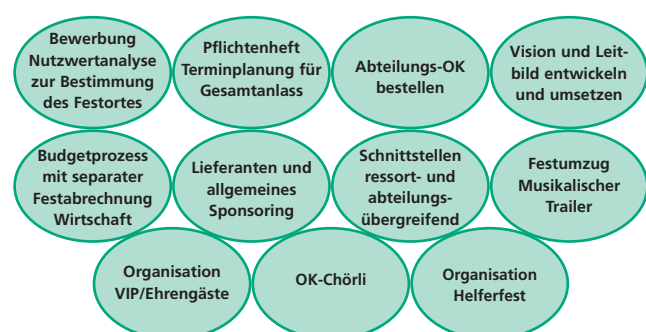 Bewerbung
Nutzwertanalyse
zur Bestimmung
des Festortes
Pflichtenheft
Terminplanung für
Gesamtanlass
Abteilungs-OK
bestellen
Vision und Leit-
bild entwickeln
und umsetzen
Budgetprozess
mit separater
Festabrechnung
Wirtschaft
Lieferanten und
allgemeines
Sponsoring
Schnittstellen
ressort- und
abteilungs-
übergreifend
Festumzug
Musikalischer
Trailer
Organisation
VIP/Ehrengäste
OK-Chörli
Organisation
Helferfest